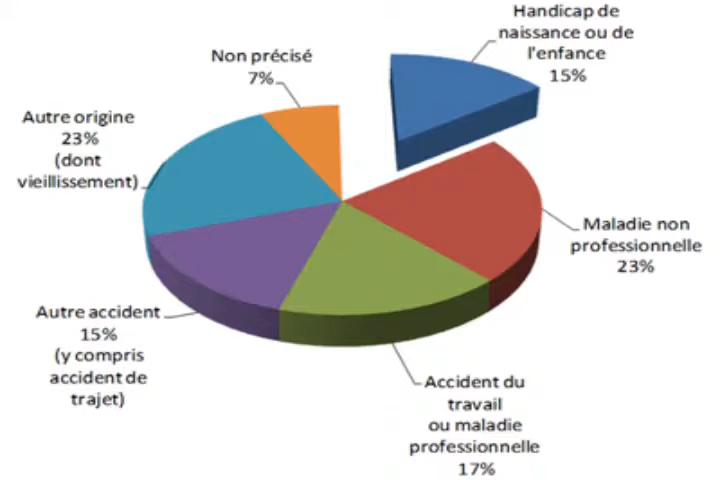 Handicap de
naissance ou de
l'enfance
15%
Non précisé
7%
Autre origine
23%
(dont
vieillissement)
Maladie non
professionnelle
23%
Autre accident
15%
(y compris
accident de
trajet)
Accident du
travail
ou maladie
professionnelle
17%